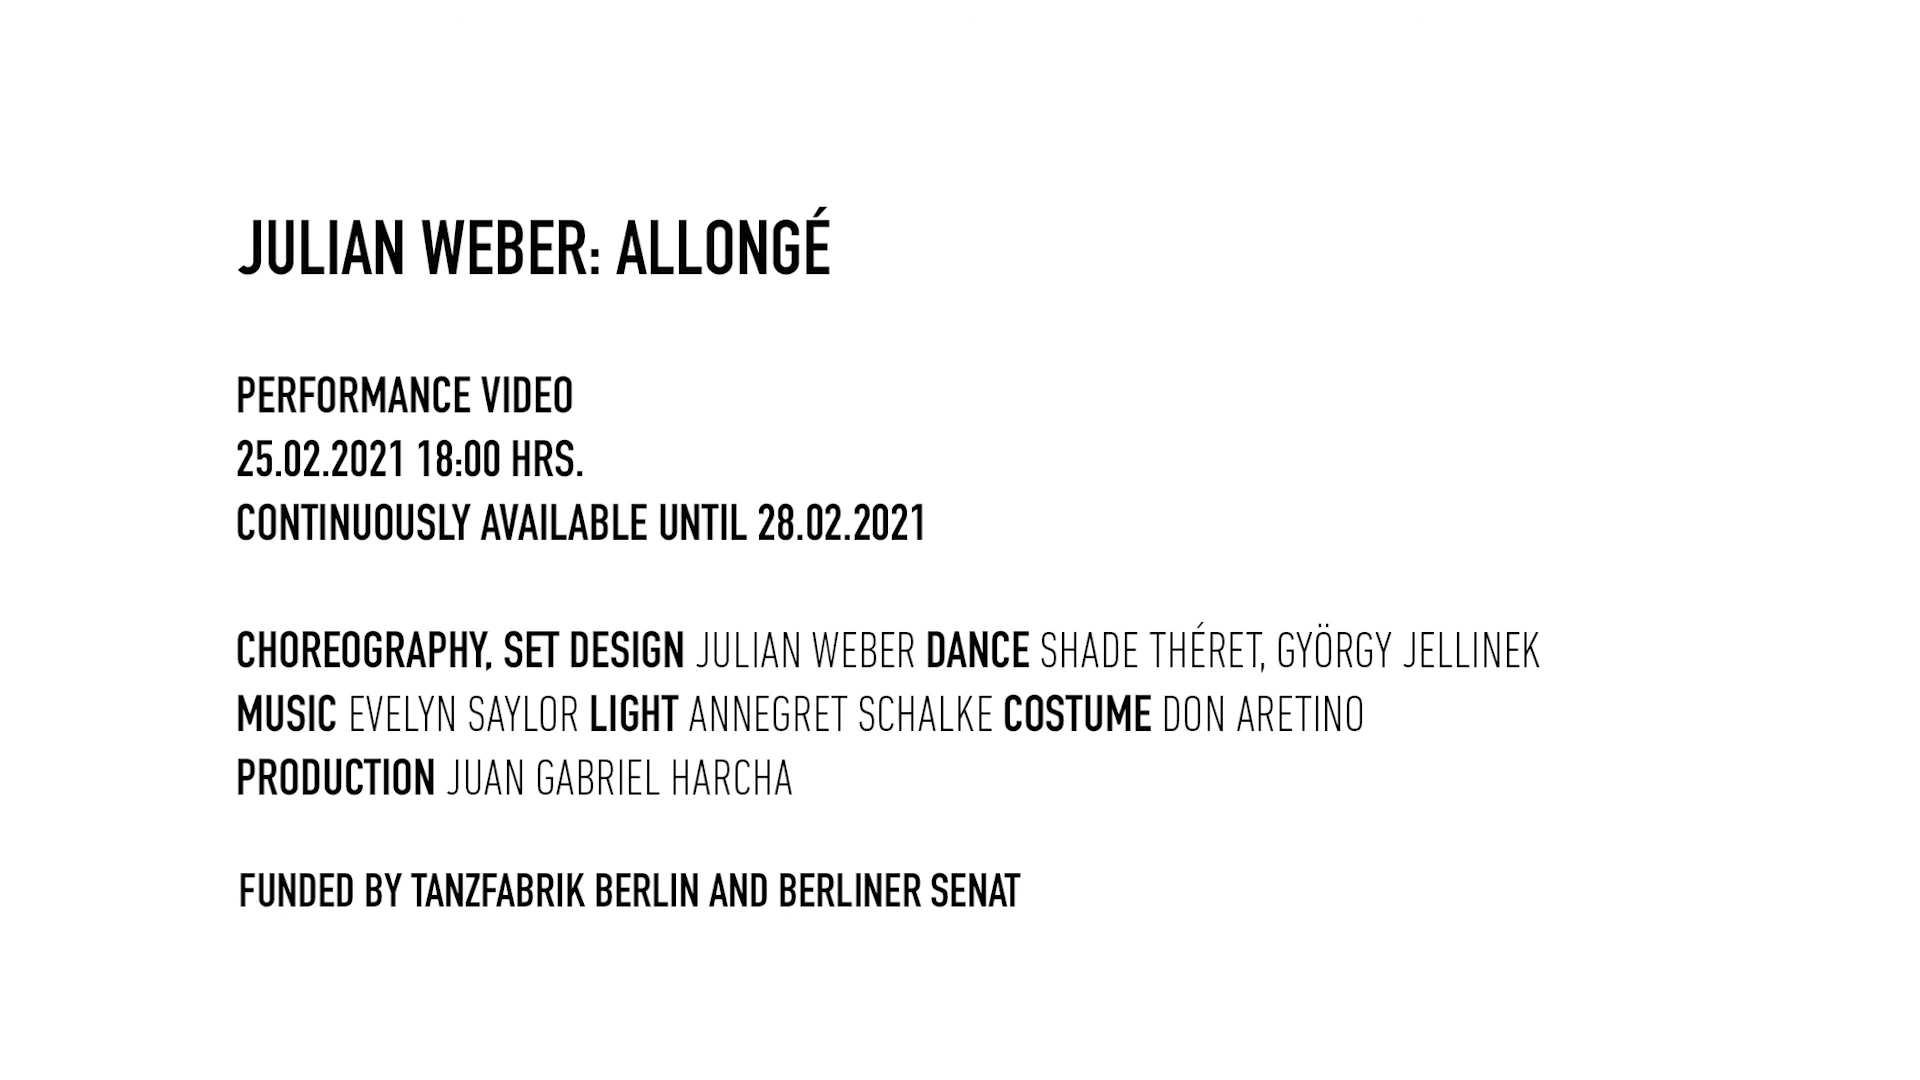 JULIAN WEBER: ALLONGÉ
PERFORMANCE VIDEO
25.02.2021 18:00 HRS.
CONTINUOUSLY AVAILABLE UNTIL 28.02.2021
CHOREOGRAPHY, SET DESIGN JULIAN WEBER DANCE SHADE THÉRET, GYÖRGY JELLINEK
MUSIC EVELYN SAYLOR LIGHT ANNEGRET SCHALKE COSTUME DON ARETINO
PRODUCTION JUAN GABRIEL HARCHA
FUNDED BY TANZFABRIK BERLIN AND BERLINER SENAT